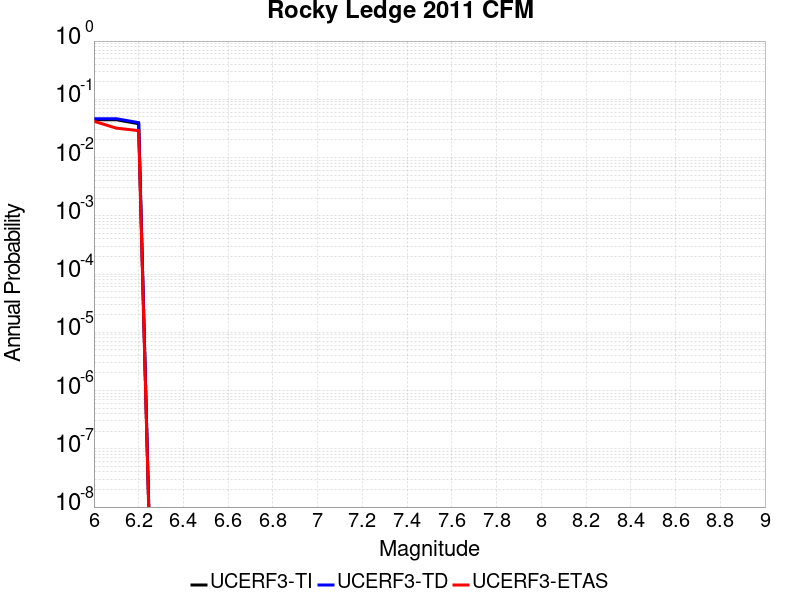 Rocky Ledge 2011 CFM
Annual Probability
10 0
10 -1
10 -2
10 -3
10 -4
10 -5
10 -6
10 -7
10 -8
6 6.2 6.4 6.6 6.8 7 7.2 7.4 7.6 7.8 8 8.2 8.4 8.6 8.8 9
Magnitude
UCERF3-TI UCERF3-TD UCERF3-ETAS